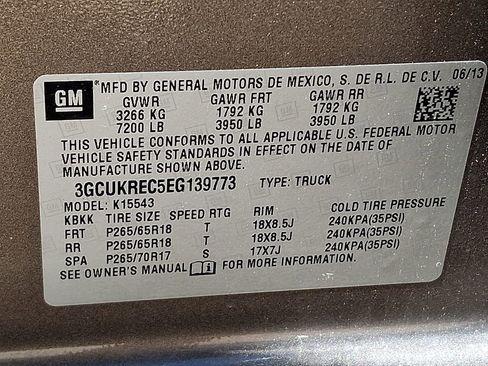 GM
*MFD BY GENERAL MOTORS DE MEXICO, S. DE R.L. DE C.V. 06/13
GVWR GAWR FRT GAWR RR
3266 KG 1792 KG 1792 KG
7200 LB 3950 LB 3950 LB
THIS VEHICLE CONFORMS TO ALL APPLICABLE U.S. FEDERAL MOTOR
VEHICLE SAFETY STANDARDS IN EFFECT ON THE DATE OF
MANUFACTURE SHOWN ABOVE.
3GCUKREC5EG139773 TYPE: TRUCK
MODEL: K15543
KBKK TIRE SIZE SPEED RTG RIM COLD TIRE PRESSURE
FRT P265/65R18 T 18X8.5J 240KPA(35PSI)
RR P265/65R18 T 18X8.5J 240KPA(35PSI)
SPA P265/70R17 S 17X7J 240KPA(35PSI)
SEE OWNER'S MANUAL FOR MORE INFORMATION.